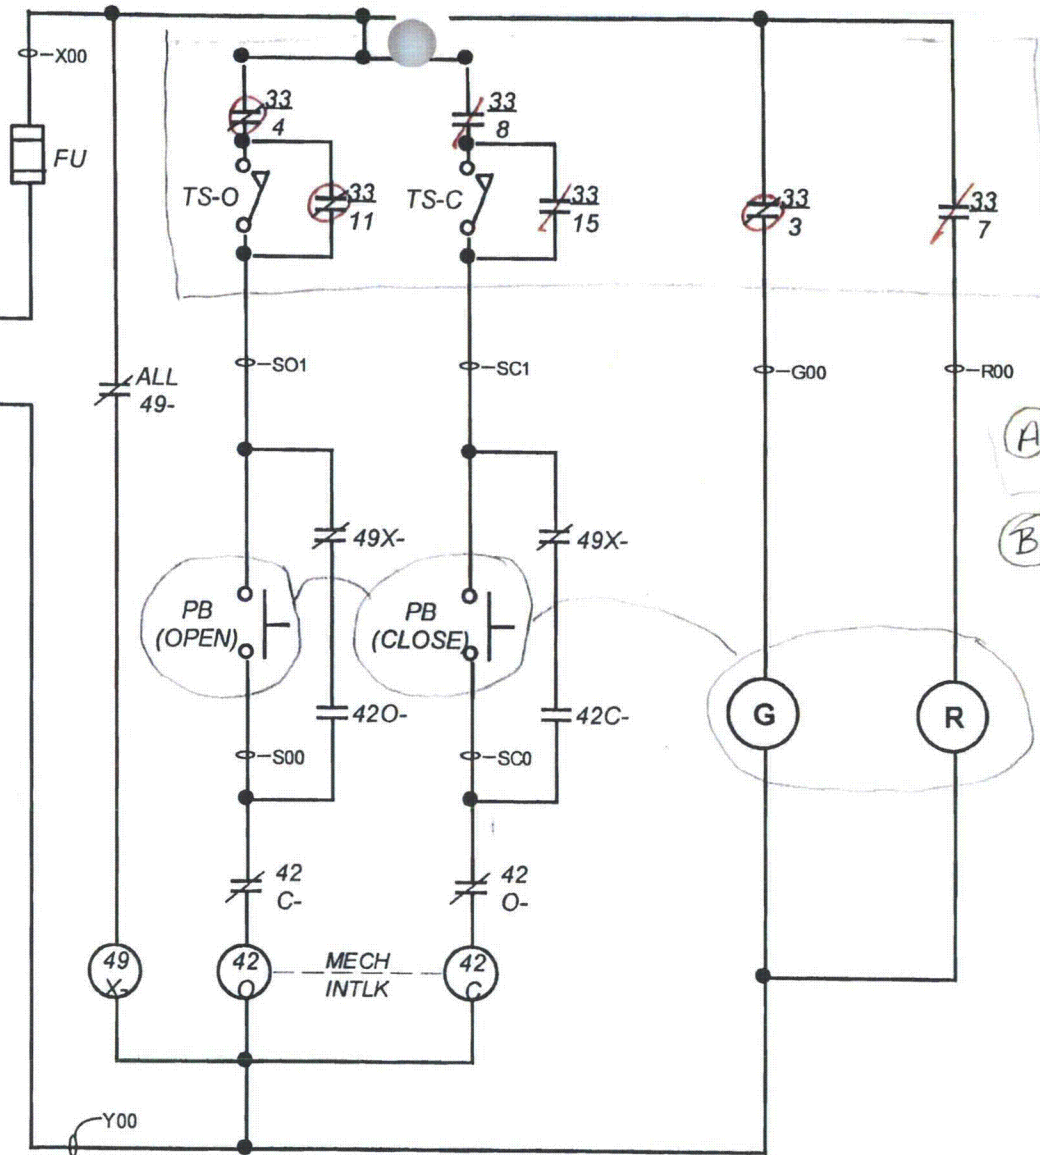 X00
FU
33
4
33
8
TS-O
33
11
TS-C
33
15
33
3
33
7
SO1
SC1
G00
R00
ALL
49-
A
B
49X-
49X-
PB
(OPEN)
PB
(CLOSE)
42O-
42C-
G
R
S00
SC0
42
C-
42
O-
49
X-
42
O
MECH
INTLK
42
C
Y00